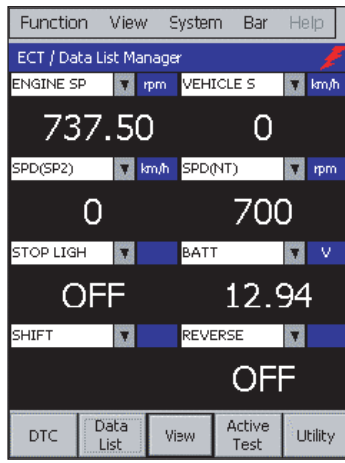 Function View System Bar Help
ECT / Data List Manager
ENGINE SP rpm VEHICLE S km/h
737.50 0
SPD(SP2) km/h SPD(NT) rpm
0 700
STOP LIGH BATT V
OFF 12.94
SHIFT REVERSE
OFF
DTC Data List View Active Test Utility